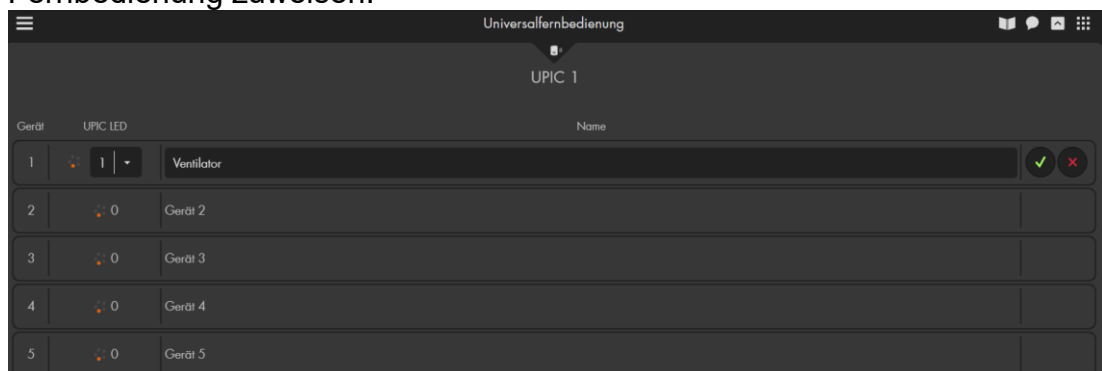 Fernbedienung zuweisen.
Universalfernbedienung
UPIC 1
Gerät UPIC LED Name
1 1 Ventilator
2 0 Gerät 2
3 0 Gerät 3
4 0 Gerät 4
5 0 Gerät 5